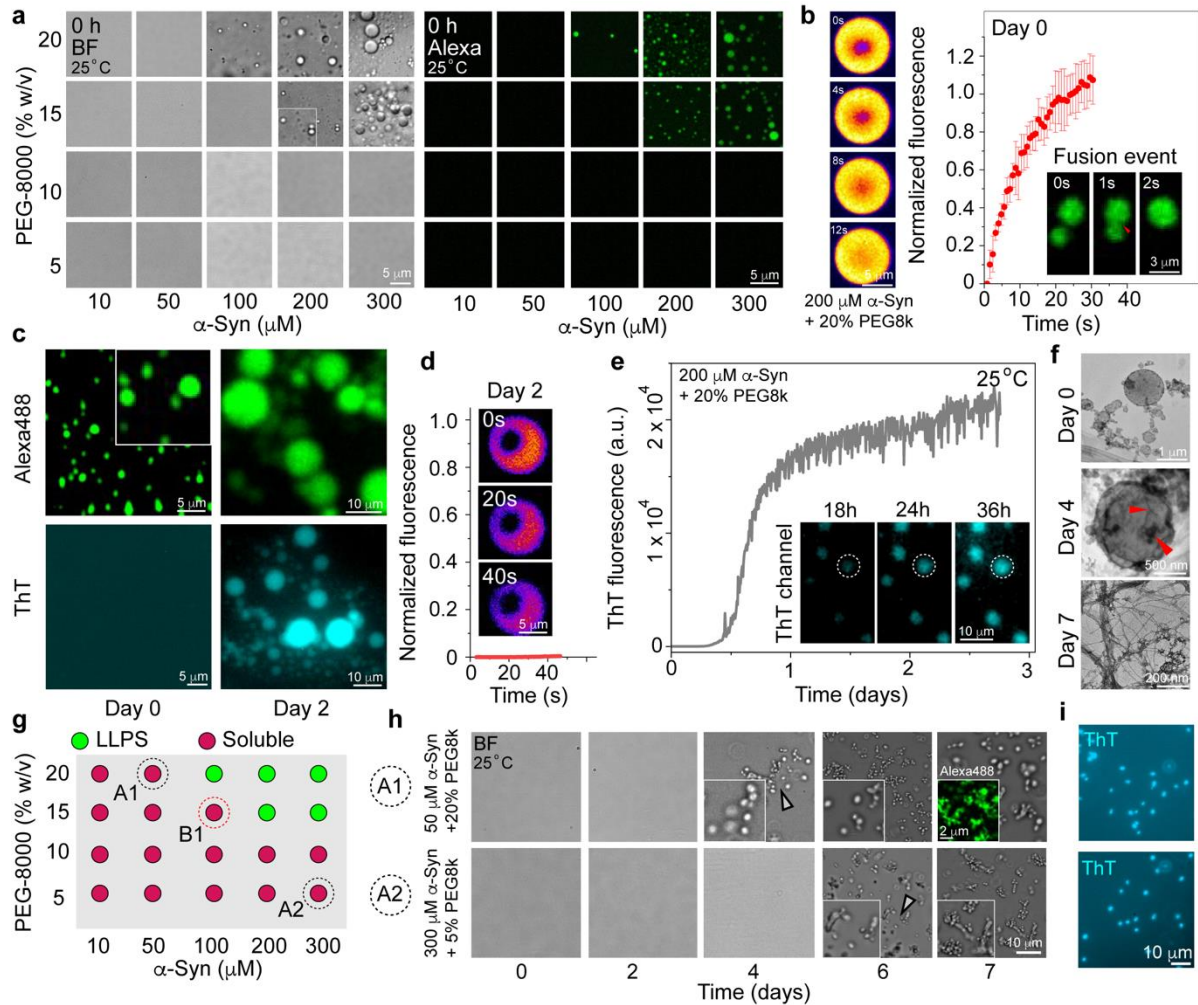 a
0 h
BF
25°C
0 h
Alexa
25°C
PEG-8000 (% w/v)
20
15
10
5
5 μm
5 μm
10 50 100 200 300
10 50 100 200 300
α-Syn (μM)
α-Syn (μM)
b
0s
4s
8s
12s
5 μm
200 μM α-Syn
+ 20% PEG8k
Day 0
Normalized fluorescence
1.2
1.0
0.8
0.6
0.4
0.2
0
Fusion event
0s 1s 2s
3 μm
0 10 20 30 40
Time (s)
c
Alexa488
5 μm
10 μm
ThT
5 μm
10 μm
Day 0
Day 2
d
Day 2
Normalized fluorescence
1.0
0.8
0.6
0.4
0.2
0
0s
20s
40s
5 μm
0 20 40
Time (s)
e
200 μM α-Syn
+ 20% PEG8k
25°C
ThT fluorescence (a.u.)
2 x 10⁴
1 x 10⁴
0
18h 24h 36h
ThT channel
10 μm
0 1 2 3
Time (days)
f
Day 0
1 μm
Day 4
500 nm
Day 7
200 nm
g
LLPS
Soluble
PEG-8000 (% w/v)
20
15
10
5
A1
B1
A2
10 50 100 200 300
α-Syn (μM)
A1
A2
h
50 μM α-Syn
+20% PEG8k
BF
25°C
Alexa488
2 μm
300 μM α-Syn
+ 5% PEG8k
10 μm
0 2 4 6 7
Time (days)
i
ThT
ThT
10 μm